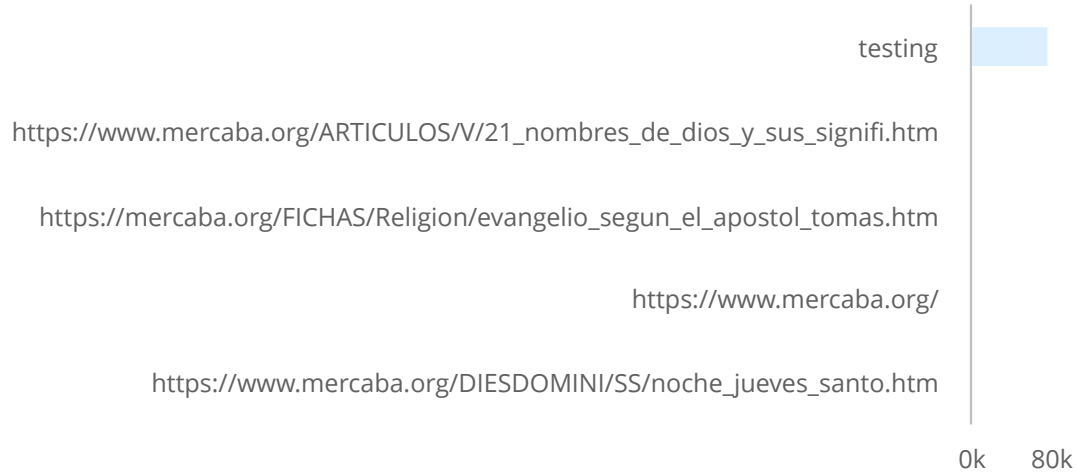 testing
https://www.mercaba.org/ARTICULOS/V/21_nombres_de_dios_y_sus_signifi.htm
https://mercaba.org/FICHAS/Religion/evangelio_segun_el_apostol_tomas.htm
https://www.mercaba.org/
https://www.mercaba.org/DIESDOMINI/SS/noche_jueves_santo.htm
0k 80k